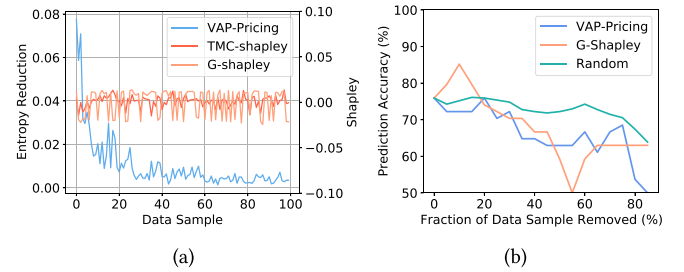 0.08
0.06
0.04
0.02
0.00
Entropy Reduction
VAP-Pricing
TMC-shapley
G-shapley
0.10
0.05
0.00
−0.05
−0.10
Shapley
0 20 40 60 80 100
Data Sample
(a)
100
90
80
70
60
50
Prediction Accuracy (%)
VAP-Pricing
G-Shapley
Random
0 20 40 60 80
Fraction of Data Sample Removed (%)
(b)